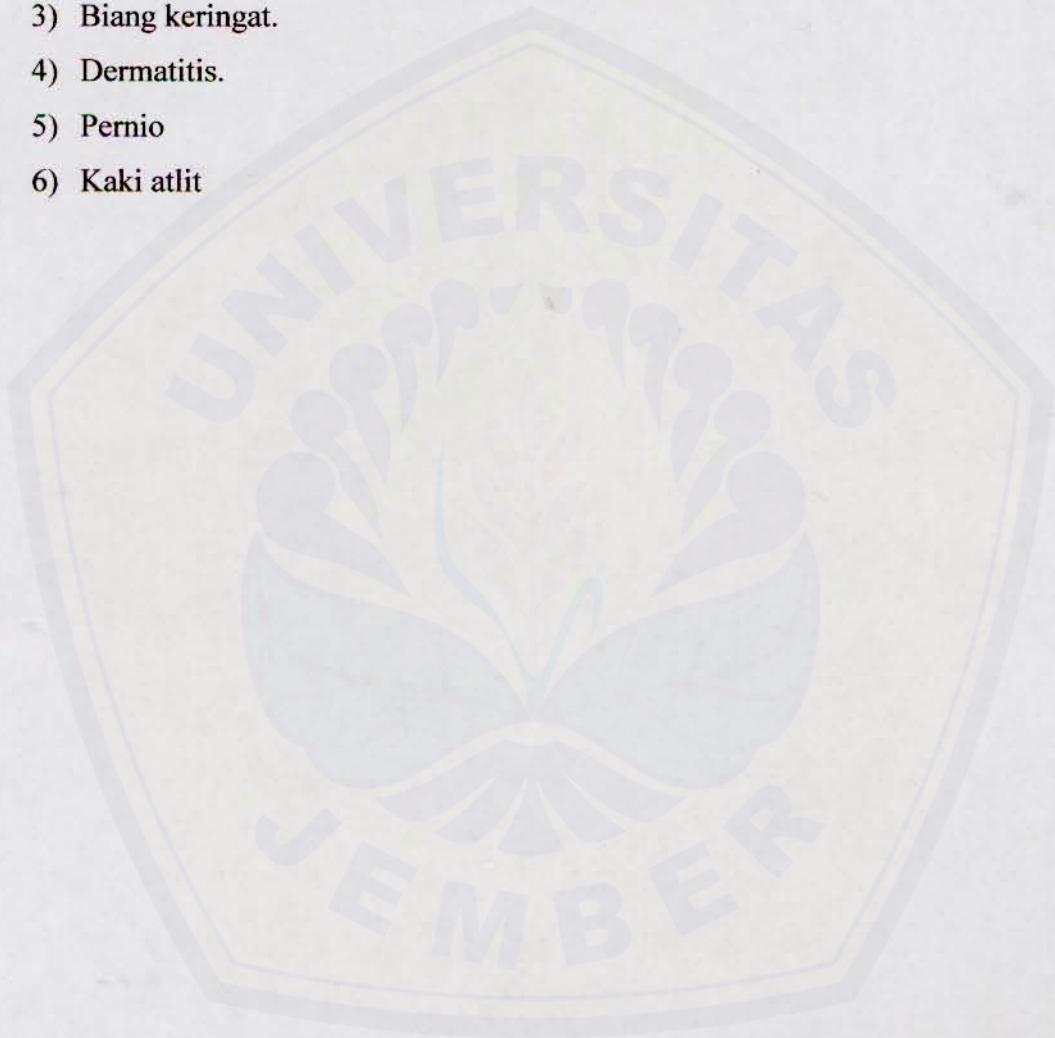 3) Biang keringat.
4) Dermatitis.
5) Pernio
6) Kaki atlit
UNIVERSITAS
JEMBER